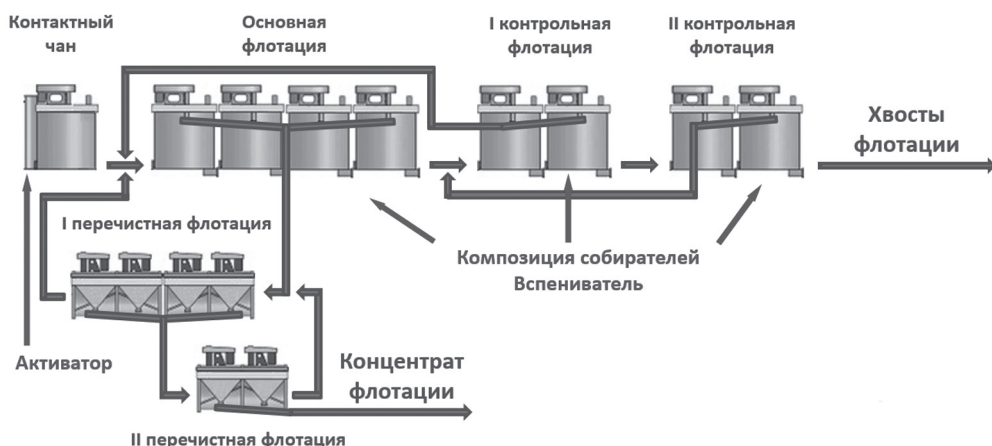 Контактный
чан
Основная
флотация
I контрольная
флотация
II контрольная
флотация
Хвосты
флотации
I перечистная флотация
Композиция собирателей
Вспениватель
Активатор
Концентрат
флотации
II перечистная флотация